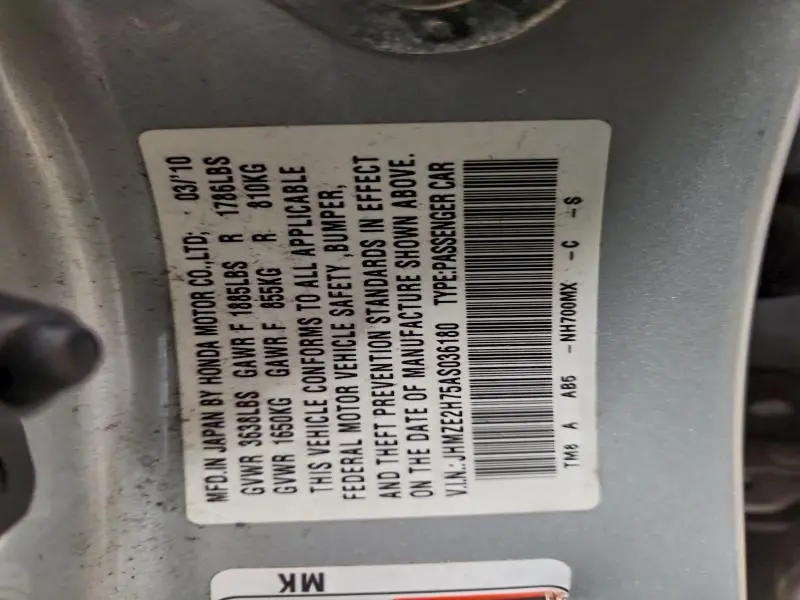 MFD.IN JAPAN BY HONDA MOTOR CO.,LTD; 03/'10
GVWR 3638LBS GAWR F 1885LBS R 1786LBS
GVWR 1650KG GAWR F 855KG R 810KG
THIS VEHICLE CONFORMS TO ALL APPLICABLE
FEDERAL MOTOR VEHICLE SAFETY ,BUMPER,
AND THEFT PREVENTION STANDARDS IN EFFECT
ON THE DATE OF MANUFACTURE SHOWN ABOVE.
V.I.N.: JHMZE2H75AS036180 TYPE:PASSENGER CAR
TM8 A AB5 -NH700MX -C -S
MK